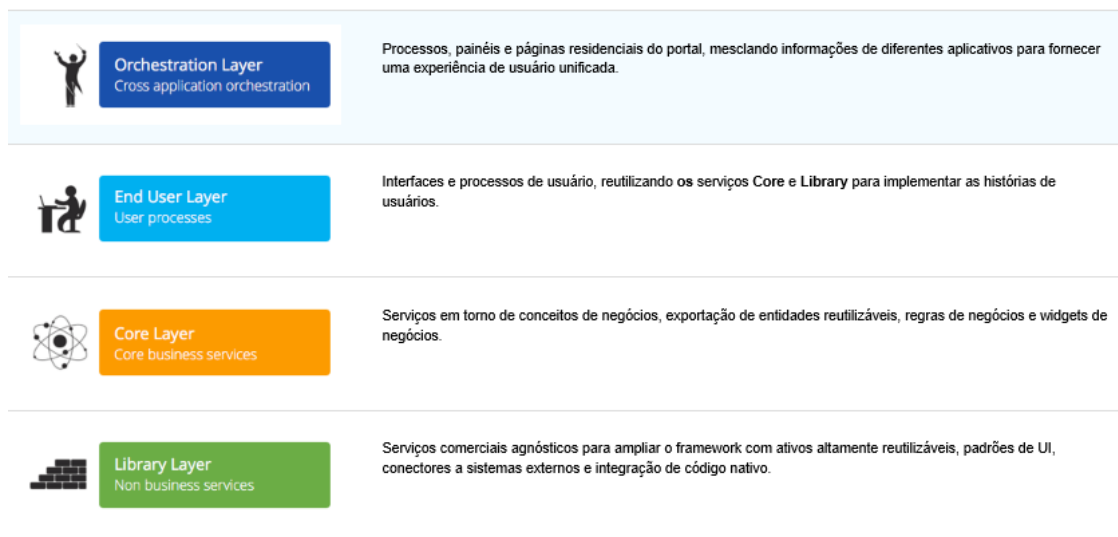 Orchestration Layer
Cross application orchestration
Processos, painéis e páginas residenciais do portal, mesclando informações de diferentes aplicativos para fornecer
uma experiência de usuário unificada.
End User Layer
User processes
Interfaces e processos de usuário, reutilizando os serviços Core e Library para implementar as histórias de
usuários.
Core Layer
Core business services
Serviços em torno de conceitos de negócios, exportação de entidades reutilizáveis, regras de negócios e widgets de
negócios.
Library Layer
Non business services
Serviços comerciais agnósticos para ampliar o framework com ativos altamente reutilizáveis, padrões de UI,
conectores a sistemas externos e integração de código nativo.